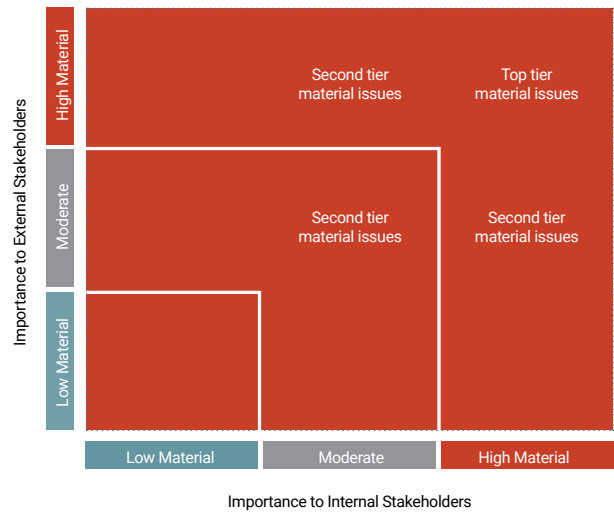 Importance to External Stakeholders
High Material
Moderate
Low Material
Second tier
material issues
Top tier
material issues
Second tier
material issues
Second tier
material issues
Low Material
Moderate
High Material
Importance to Internal Stakeholders